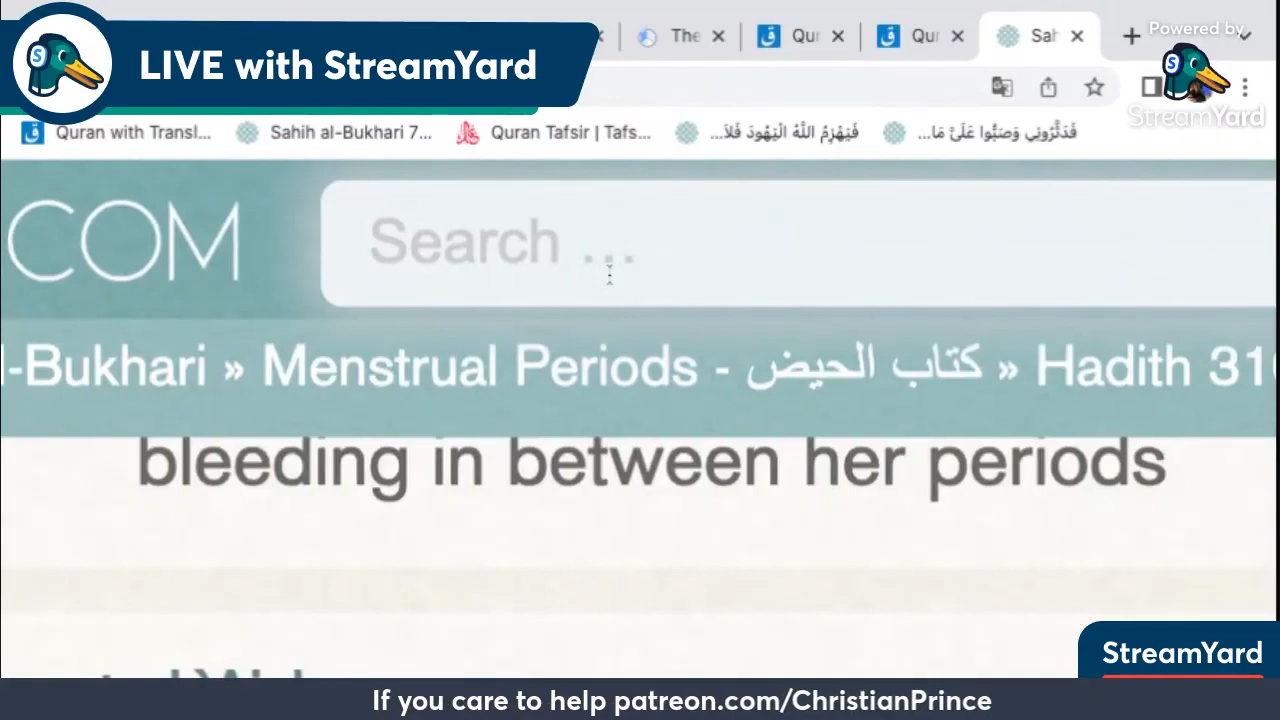 LIVE with StreamYard
The
Qur
Qur
Sah
Powered by
StreamYard
Quran with Transl...
Sahih al-Bukhari 7...
Quran Tafsir | Tafs...
فَيَهْزِمُ اللَّهُ الْيَهُودَ فَلاَ...
فَدَثِّرُونِي وَصَبُّوا عَلَىَّ مَا...
COM
Search ...
l-Bukhari » Menstrual Periods - كتاب الحيض » Hadith 31
bleeding in between her periods
StreamYard
If you care to help patreon.com/ChristianPrince